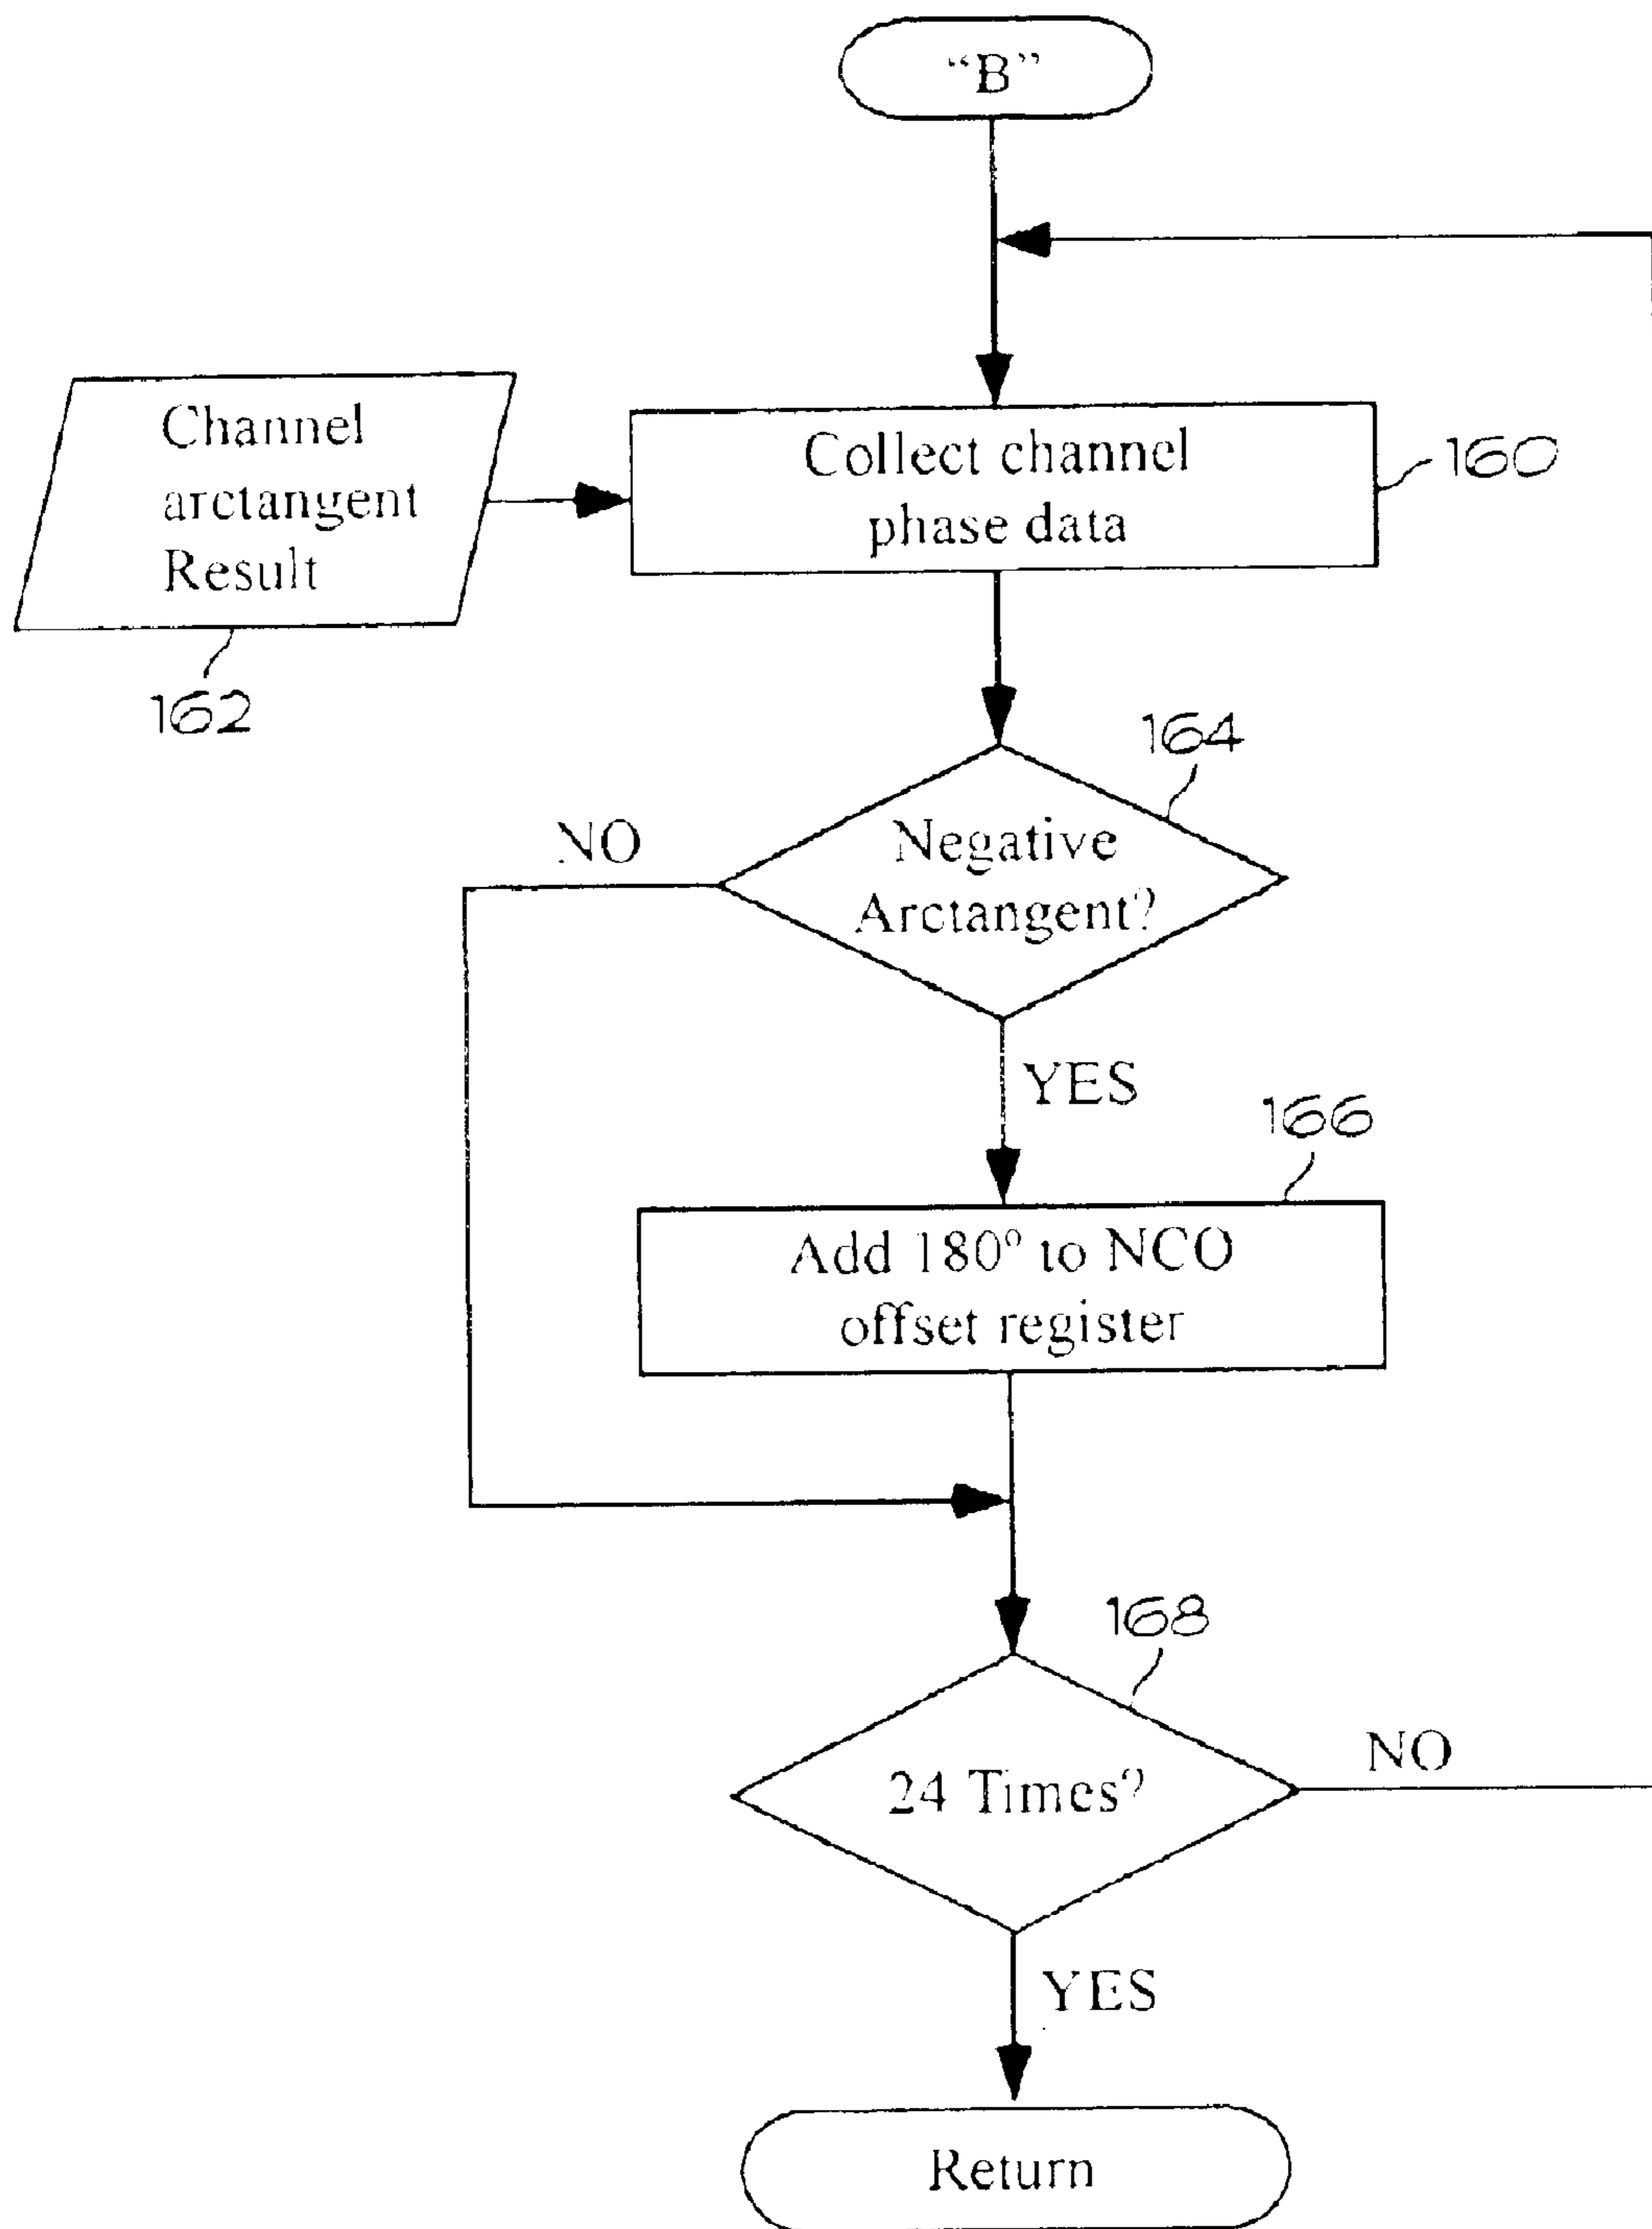 “B”
Channel
arctangent
Result
162
Collect channel
phase data
160
164
Negative
Arctangent?
NO
YES
166
Add 180° to NCO
offset register
168
24 Times?
NO
YES
Return